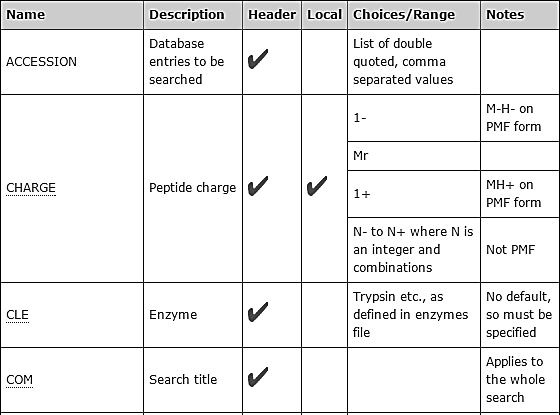 Name Description Header Local Choices/Range Notes
ACCESSION
Database
entries to be
searched
✔
List of double
quoted, comma
separated values
CHARGE
Peptide charge
✔
✔
1-
M-H- on
PMF form
Mr
1+
MH+ on
PMF form
N- to N+ where N is
an integer and
combinations
Not PMF
CLE
Enzyme
✔
Trypsin etc., as
defined in enzymes
file
No default,
so must be
specified
COM
Search title
✔
Applies to
the whole
search